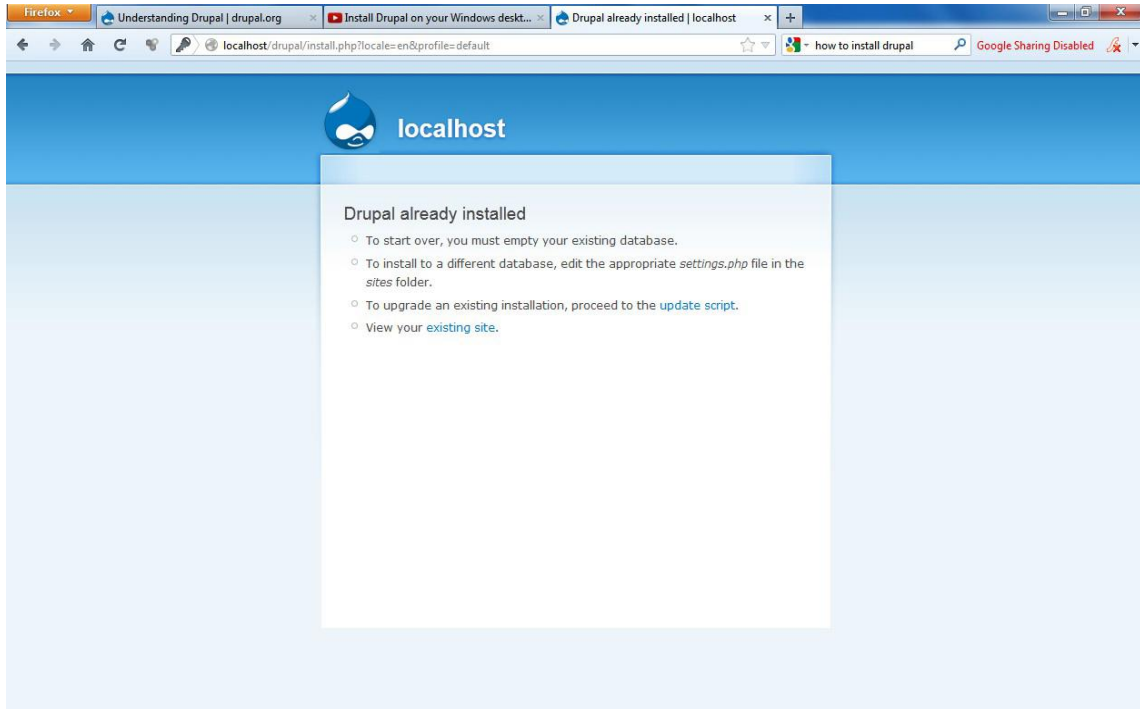 Firefox
Understanding Drupal | drupal.org
Install Drupal on your Windows deskt...
Drupal already installed | localhost
localhost/drupal/install.php?locale=en&profile=default
how to install drupal
Google Sharing Disabled
localhost
Drupal already installed
To start over, you must empty your existing database.
To install to a different database, edit the appropriate settings.php file in the
sites folder.
To upgrade an existing installation, proceed to the update script.
View your existing site.